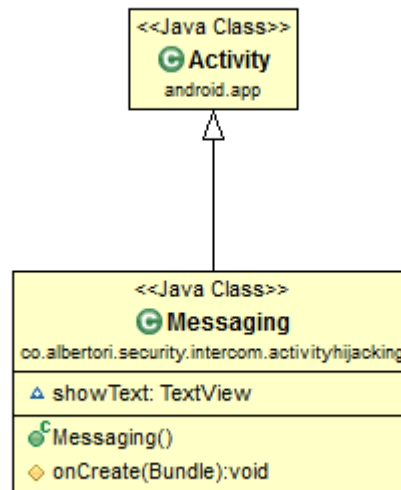 <<Java Class>>
Activity
android.app
<<Java Class>>
Messaging
co.albertori.security.intercom.activityhijacking
showText: TextView
Messaging()
onCreate(Bundle):void